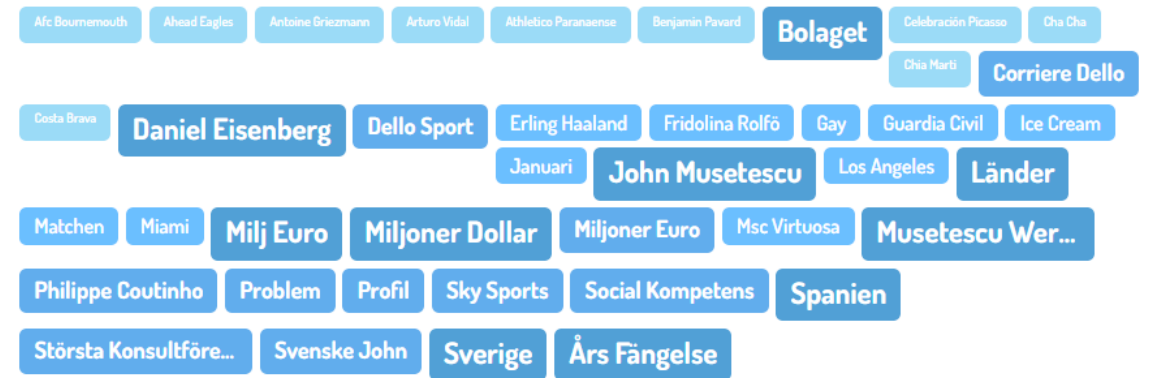 Afc Bournemouth Ahead Eagles Antoine Griezmann Arturo Vidal Athletico Paranaense Benjamin Pavard Bolaget Celebración Picasso Cha Cha
Chia Marti Corriere Dello
Costa Brava Daniel Eisenberg Dello Sport Erling Haaland Fridolina Rolfö Gay Guardia Civil Ice Cream
Januari John Musetescu Los Angeles Länder
Matchen Miami Milj Euro Miljoner Dollar Miljoner Euro Msc Virtuosa Musetescu Wer...
Philippe Coutinho Problem Profil Sky Sports Social Kompetens Spanien
Största Konsultföre... Svenske John Sverige Års Fängelse